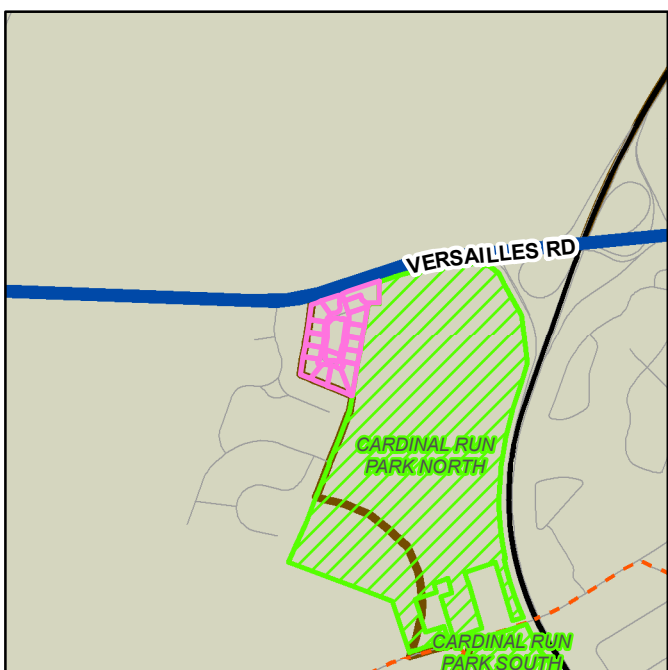 VERSAILLES RD
CARDINAL RUN
PARK NORTH
CARDINAL RUN
PARK SOUTH